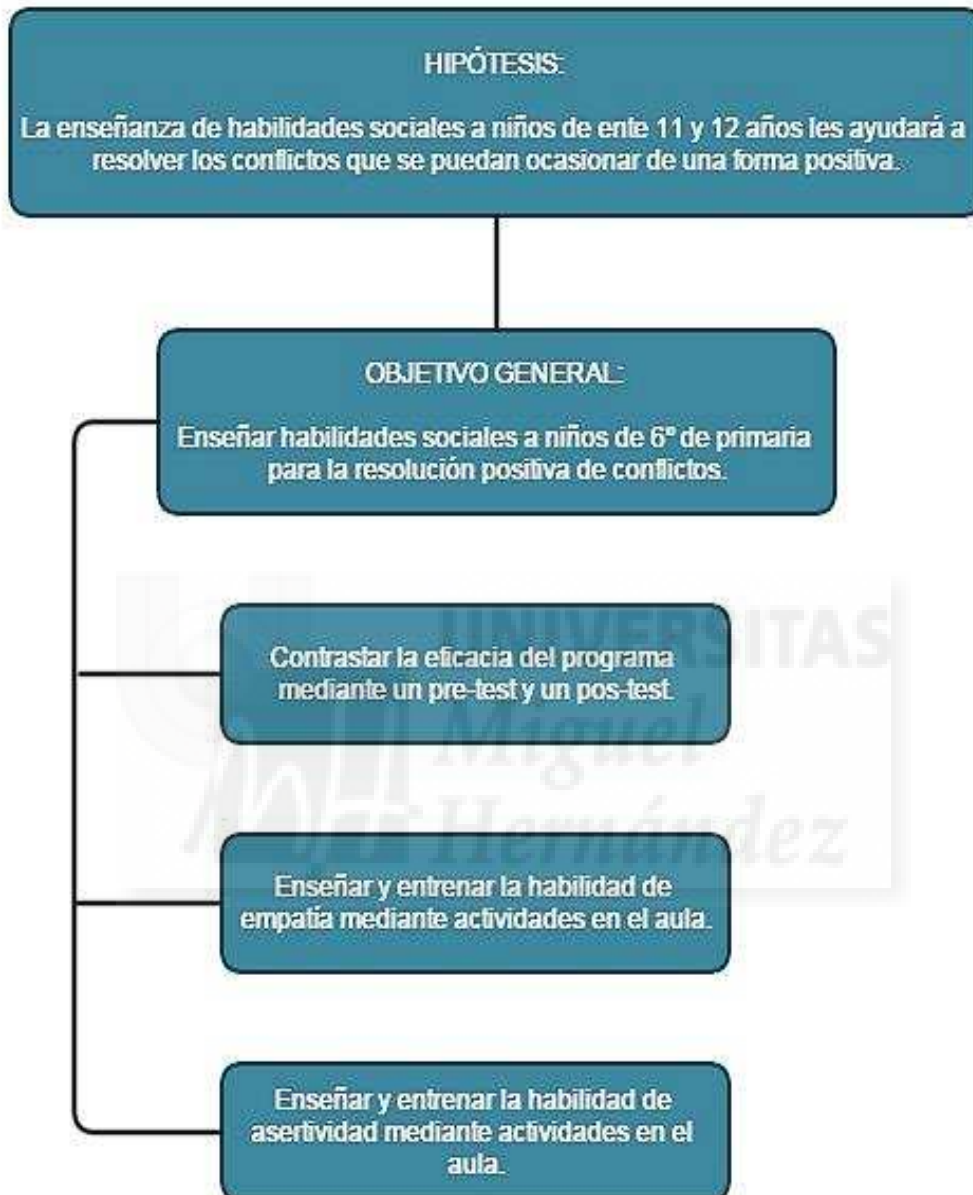 HIPÓTESIS:
La enseñanza de habilidades sociales a niños de ente 11 y 12 años les ayudará a
resolver los conflictos que se puedan ocasionar de una forma positiva.
OBJETIVO GENERAL:
Enseñar habilidades sociales a niños de 6º de primaria
para la resolución positiva de conflictos.
Contrastar la eficacia del programa
mediante un pre-test y un pos-test.
Enseñar y entrenar la habilidad de
empatía mediante actividades en el aula.
Enseñar y entrenar la habilidad de
asertividad mediante actividades en el
aula.
UNIVERSITAS
Miguel
Hernández